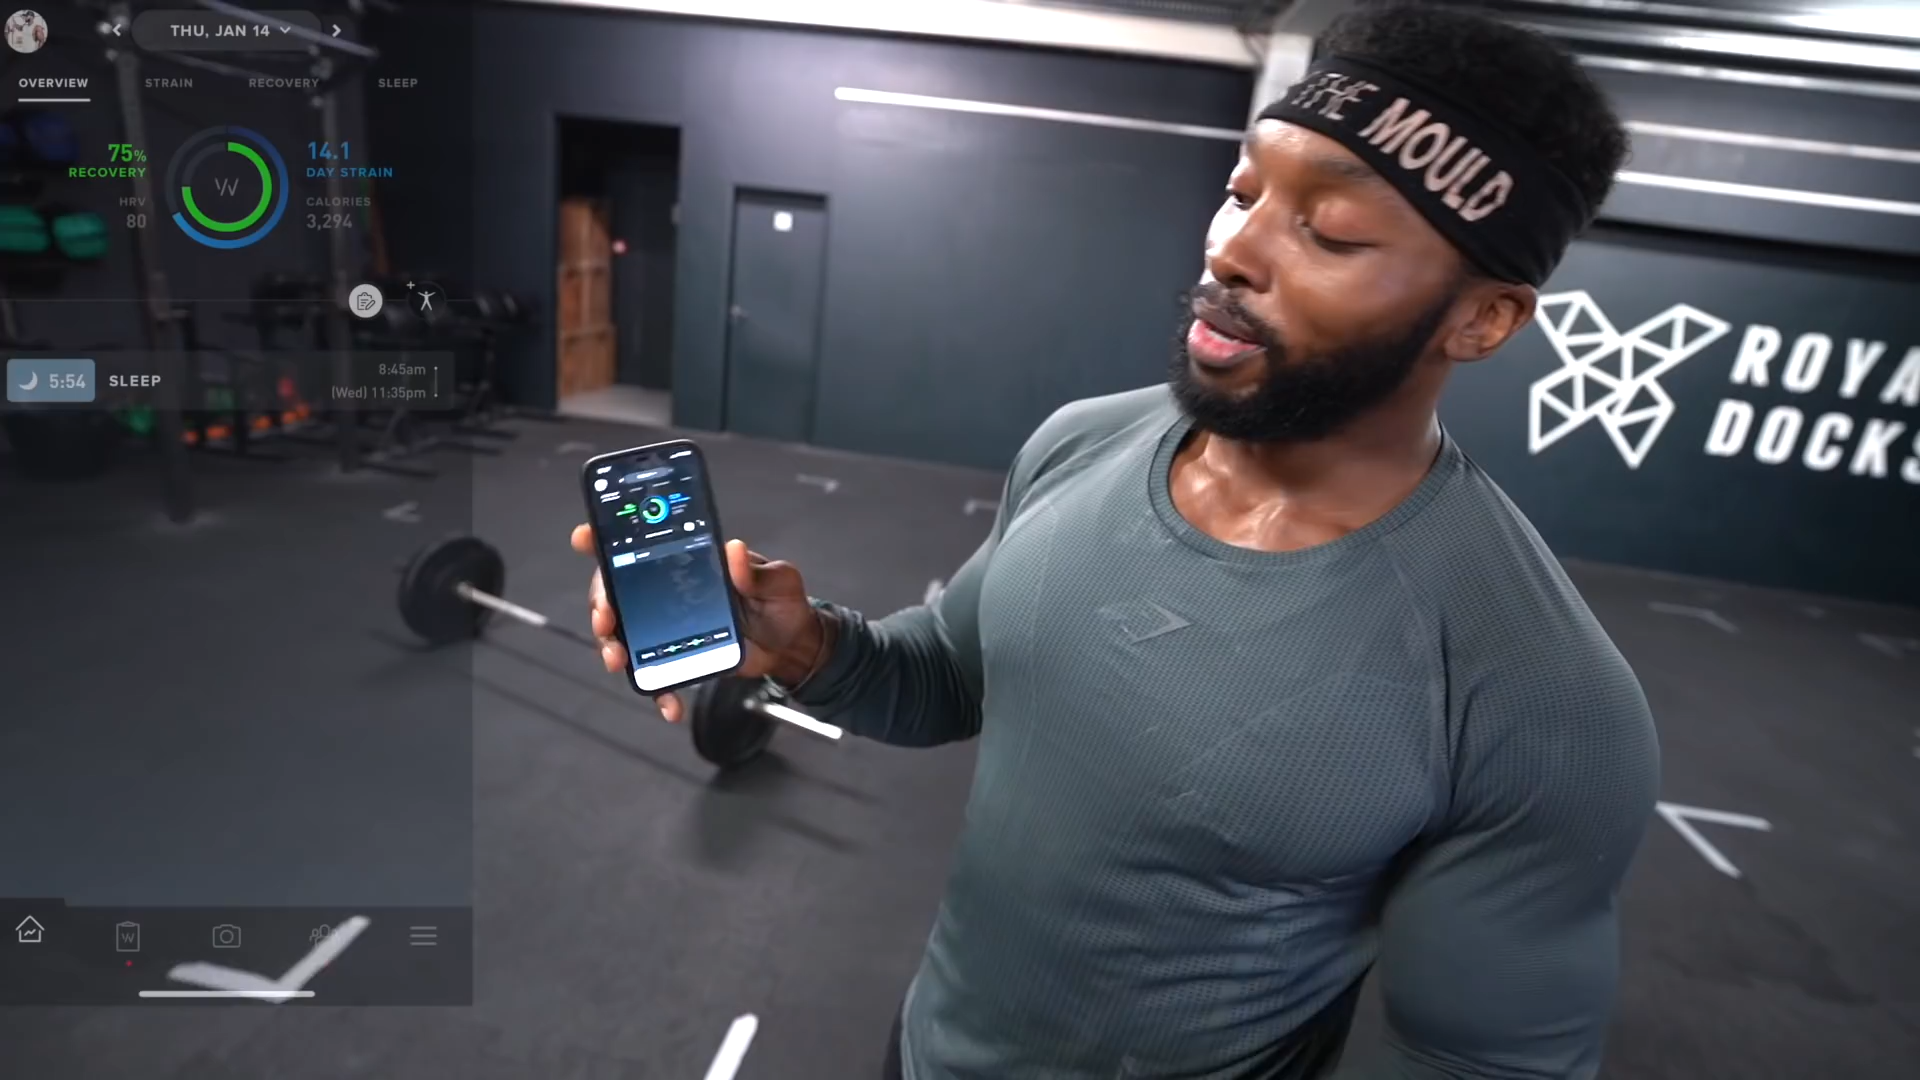 THU, JAN 14
OVERVIEW STRAIN RECOVERY SLEEP
75%
RECOVERY
HRV
80
W
14.1
DAY STRAIN
CALORIES
3,294
5:54 SLEEP
8:45am
(Wed) 11:35pm
W
THE MOULD
ROYA
DOCKS